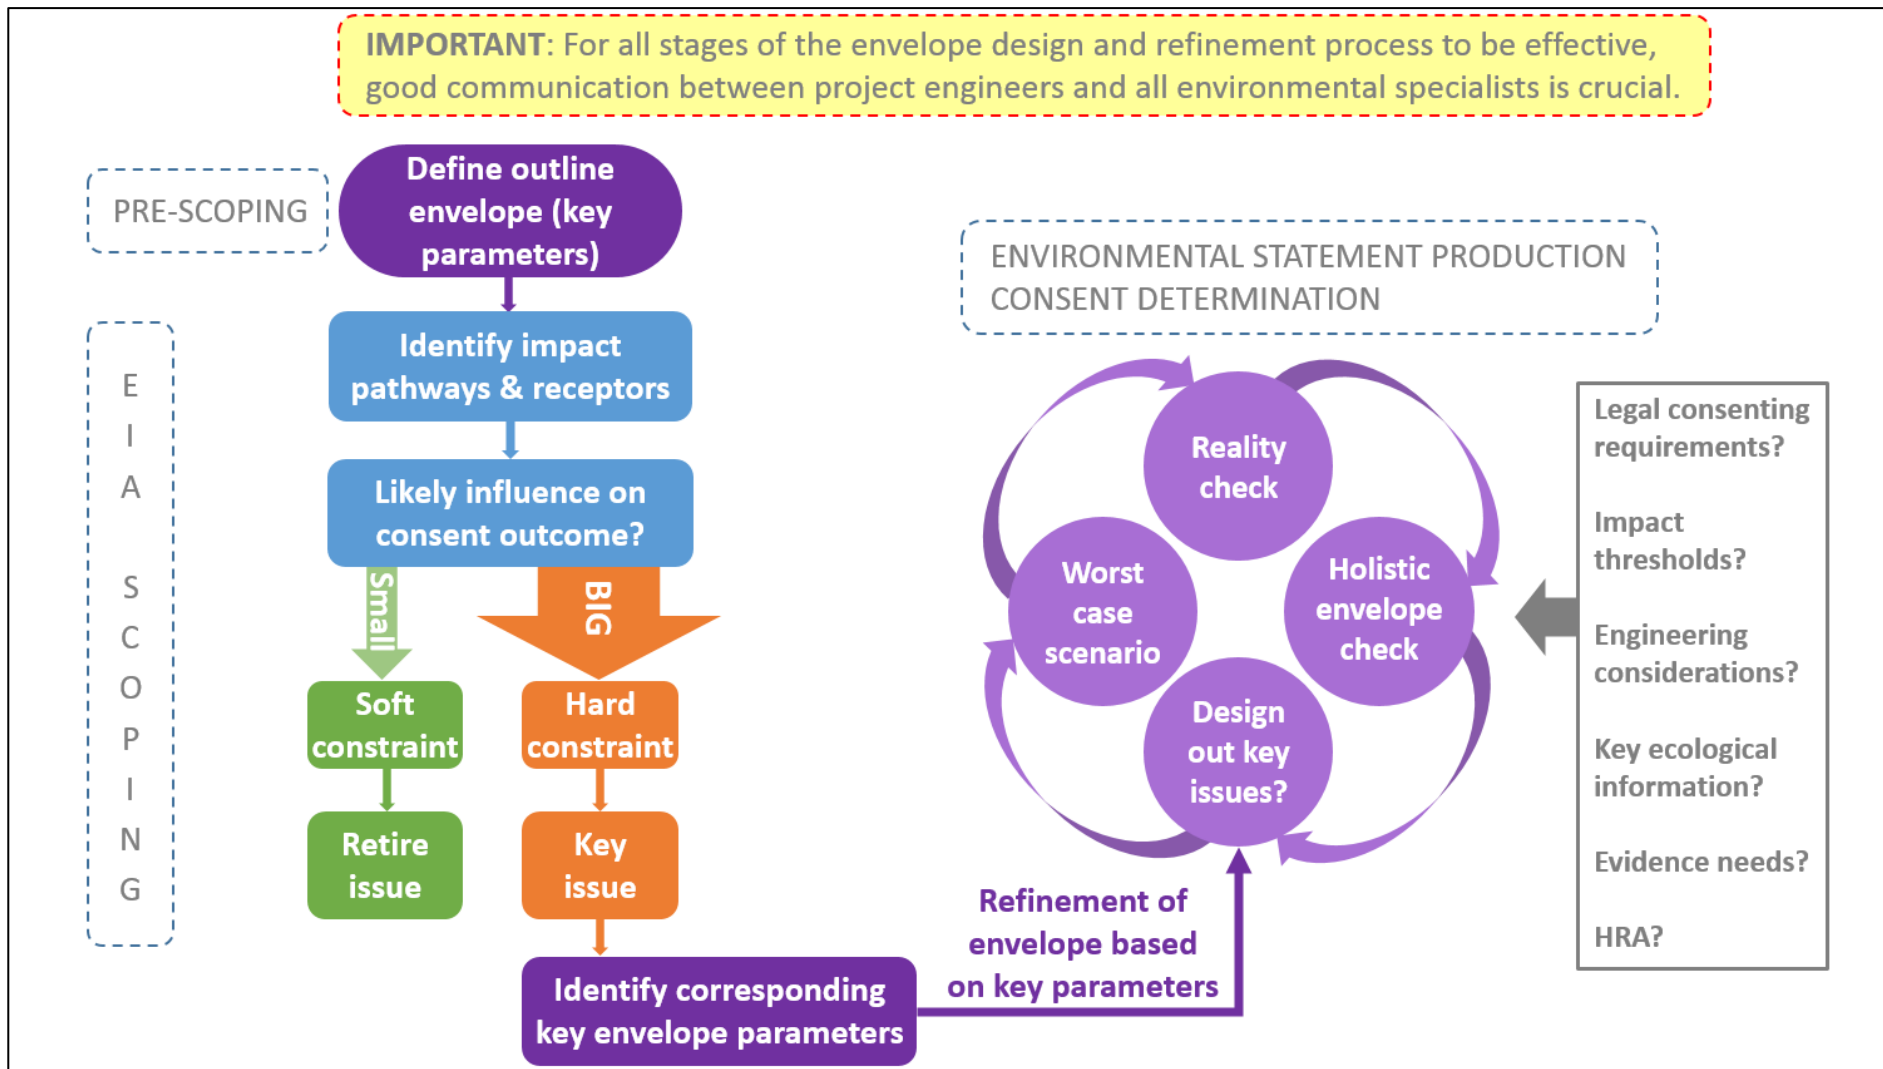 IMPORTANT: For all stages of the envelope design and refinement process to be effective,
good communication between project engineers and all environmental specialists is crucial.
PRE-SCOPING
Define outline
envelope (key
parameters)
EIA SCOPING
Identify impact
pathways & receptors
Likely influence on
consent outcome?
Small
BIG
Soft
constraint
Hard
constraint
Retire
issue
Key
issue
Identify corresponding
key envelope parameters
Refinement of
envelope based
on key parameters
ENVIRONMENTAL STATEMENT PRODUCTION
CONSENT DETERMINATION
Reality
check
Holistic
envelope
check
Design
out key
issues?
Worst
case
scenario
Legal consenting
requirements?
Impact
thresholds?
Engineering
considerations?
Key ecological
information?
Evidence needs?
HRA?